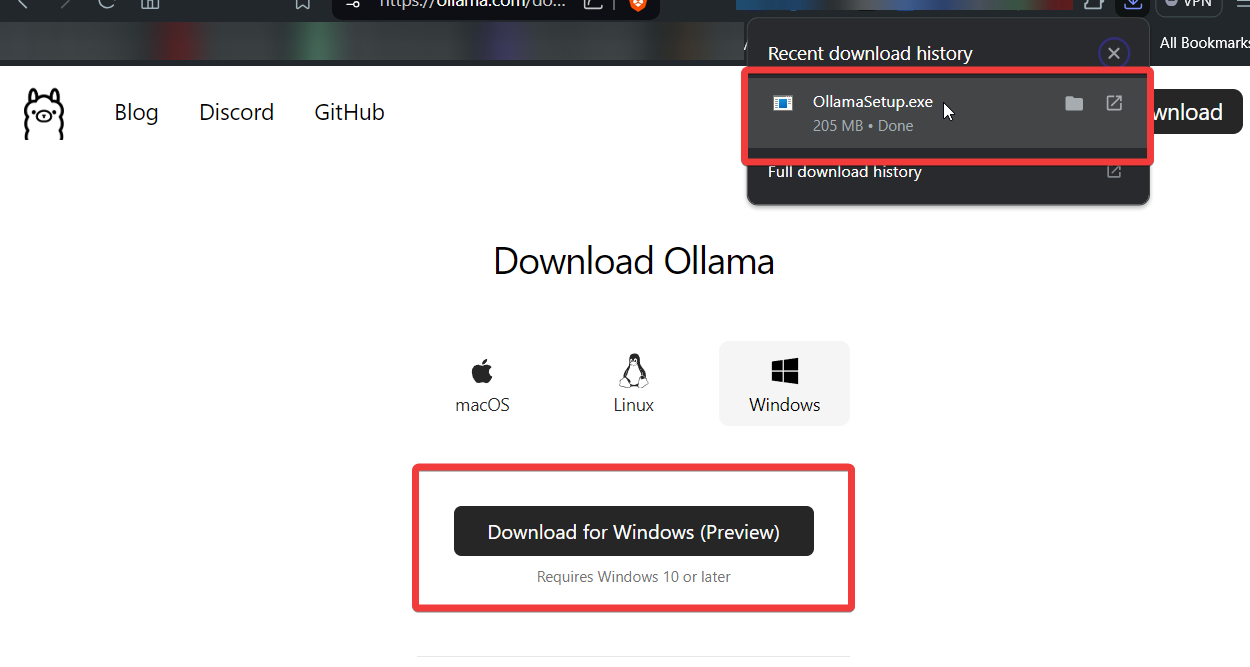 https://ollama.com/do...
VPN
All Bookmarks
Recent download history
OllamaSetup.exe
205 MB • Done
Full download history
Blog
Discord
GitHub
wnload
Download Ollama
macOS
Linux
Windows
Download for Windows (Preview)
Requires Windows 10 or later